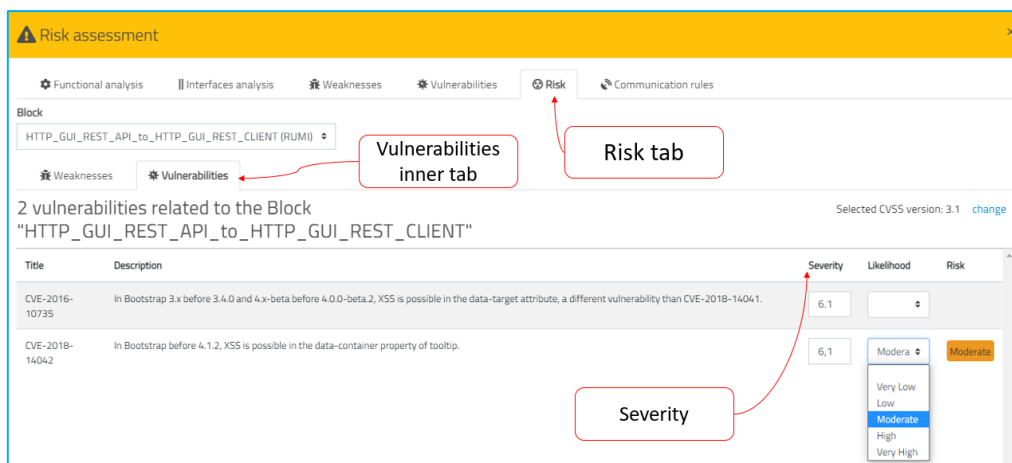 Risk assessment
×
Functional analysis Interfaces analysis Weaknesses Vulnerabilities Risk Communication rules
Block
HTTP_GUI_REST_API_to_HTTP_GUI_REST_CLIENT (RUMI)
Vulnerabilities
inner tab
Risk tab
Weaknesses Vulnerabilities
2 vulnerabilities related to the Block
"HTTP_GUI_REST_API_to_HTTP_GUI_REST_CLIENT"
Selected CVSS version: 3.1 change
Title Description Severity Likelihood Risk
CVE-2016-
10735
In Bootstrap 3.x before 3.4.0 and 4.x-beta before 4.0.0-beta.2, XSS is possible in the data-target attribute, a different vulnerability than CVE-2018-14041.
6.1
CVE-2018-
14042
In Bootstrap before 4.1.2, XSS is possible in the data-container property of tooltip.
6,1
Modera
Moderate
Very Low
Low
Moderate
High
Very High
Severity